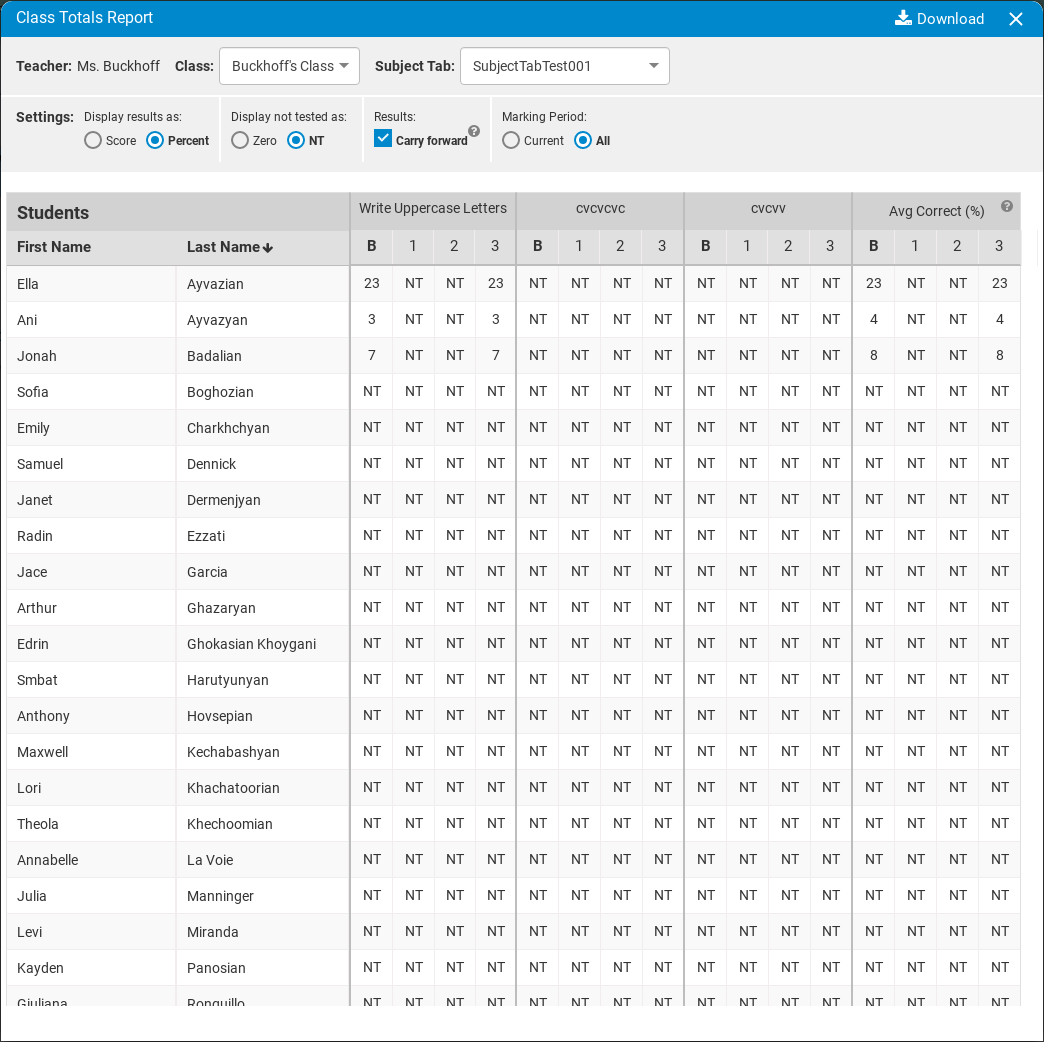 Class Totals Report Download
Teacher: Ms. Buckhoff Class: Buckhoff's Class Subject Tab: SubjectTabTest001
Settings: Display results as: Display not tested as: Results: Marking Period:
Score Percent Zero NT Carry forward ? Current All
Students Write Uppercase Letters cvcvcvc cvcvv Avg Correct (%) ?
First Name Last Name B 1 2 3 B 1 2 3 B 1 2 3 B 1 2 3
Ella Ayvazian 23 NT NT 23 NT NT NT NT NT NT NT NT 23 NT NT 23
Ani Ayvazyan 3 NT NT 3 NT NT NT NT NT NT NT NT 4 NT NT 4
Jonah Badalian 7 NT NT 7 NT NT NT NT NT NT NT NT 8 NT NT 8
Sofia Boghozian NT NT NT NT NT NT NT NT NT NT NT NT NT NT NT NT
Emily Charkhchyan NT NT NT NT NT NT NT NT NT NT NT NT NT NT NT NT
Samuel Dennick NT NT NT NT NT NT NT NT NT NT NT NT NT NT NT NT
Janet Dermenjyan NT NT NT NT NT NT NT NT NT NT NT NT NT NT NT NT
Radin Ezzati NT NT NT NT NT NT NT NT NT NT NT NT NT NT NT NT
Jace Garcia NT NT NT NT NT NT NT NT NT NT NT NT NT NT NT NT
Arthur Ghazaryan NT NT NT NT NT NT NT NT NT NT NT NT NT NT NT NT
Edrin Ghokasian Khoygani NT NT NT NT NT NT NT NT NT NT NT NT NT NT NT NT
Smbat Harutyunyan NT NT NT NT NT NT NT NT NT NT NT NT NT NT NT NT
Anthony Hovsepian NT NT NT NT NT NT NT NT NT NT NT NT NT NT NT NT
Maxwell Kechabashyan NT NT NT NT NT NT NT NT NT NT NT NT NT NT NT NT
Lori Khachatoorian NT NT NT NT NT NT NT NT NT NT NT NT NT NT NT NT
Theola Khechoomian NT NT NT NT NT NT NT NT NT NT NT NT NT NT NT NT
Annabelle La Voie NT NT NT NT NT NT NT NT NT NT NT NT NT NT NT NT
Julia Manninger NT NT NT NT NT NT NT NT NT NT NT NT NT NT NT NT
Levi Miranda NT NT NT NT NT NT NT NT NT NT NT NT NT NT NT NT
Kayden Panosian NT NT NT NT NT NT NT NT NT NT NT NT NT NT NT NT
Giuliana Ronquillo NT NT NT NT NT NT NT NT NT NT NT NT NT NT NT NT